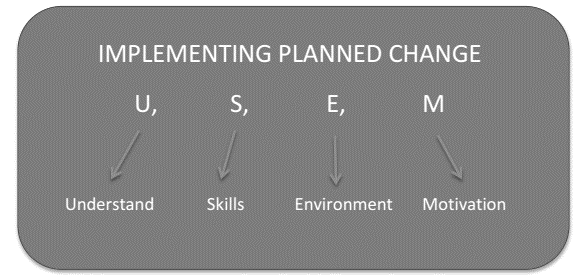 IMPLEMENTING PLANNED CHANGE
U, S, E, M
Understand Skills Environment Motivation